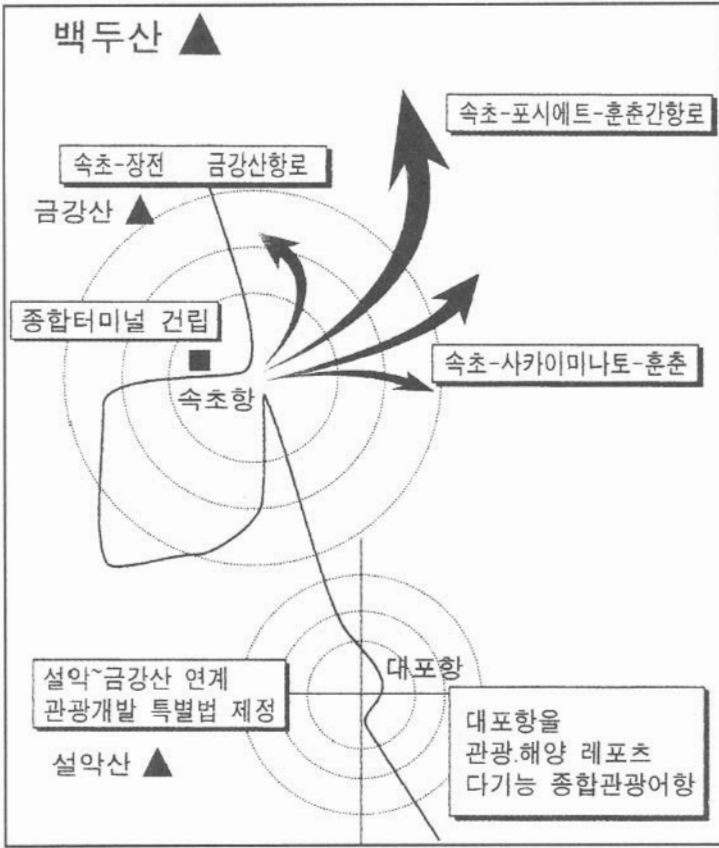 백두산
속초-포시에트-훈춘간항로
속초-장전 금강산항로
금강산
종합터미널 건립
속초항
속초-사카이미나토-훈춘
대포항
설악~금강산 연계
관광개발 특별법 제정
설악산
대포항울
관광.해양 레포츠
다기능 종합관광어항